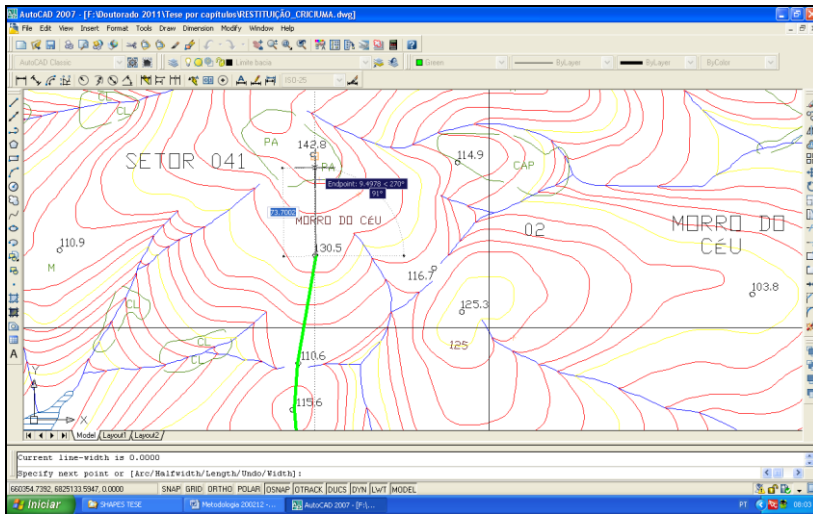 AutoCAD 2007 - [F:\Doutorado 2011\Tese por capítulos\RESTITUIÇÃO_CRICIUMA.dwg]
File Edit View Insert Format Tools Draw Dimension Modify Window Help
AutoCAD Classic
Limite bacia
Green
ByLayer
ByLayer
ByColor
ISO-25
CL
CL
PA
142.8
PA
SETOR 041
114.9
CAP
Endpoint: 9.4978 < 270°
91°
73.7002
MORRO DO CÉU
02
MORRO DO
CÉU
110.9
130.5
M
116.7
103.8
CL
125.3
CL
CL
125
110.6
115.6
Y
X
Model Layout1 Layout2
Current line-width is 0.0000
Specify next point or [Arc/Halfwidth/Length/Undo/Width]:
660354.7392, 6825133.5947, 0.0000 SNAP GRID ORTHO POLAR OSNAP OTRACK DUCS DYN LWT MODEL
Iniciar SHAPES TESE Metodologia 200212 -... AutoCAD 2007 - [F:\... PT 06:03